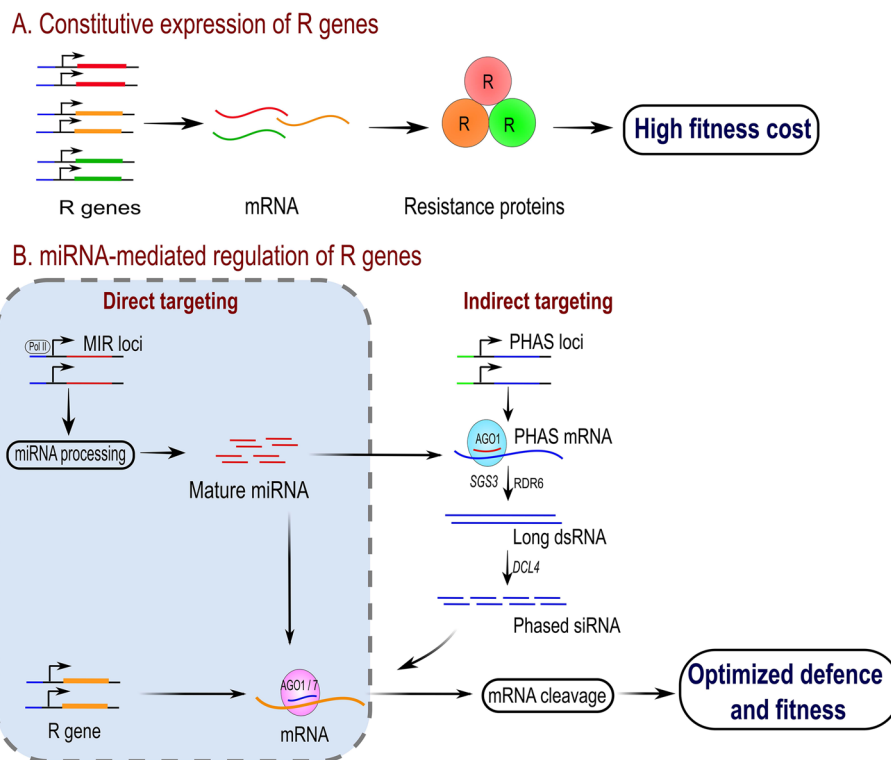 A. Constitutive expression of R genes
R
R
R
High fitness cost
R genes
mRNA
Resistance proteins
B. miRNA-mediated regulation of R genes
Direct targeting
Indirect targeting
Pol II
MIR loci
PHAS loci
miRNA processing
Mature miRNA
AGO1
PHAS mRNA
SGS3
RDR6
Long dsRNA
DCL4
Phased siRNA
R gene
AGO1 / 7
mRNA
mRNA cleavage
Optimized defence
and fitness